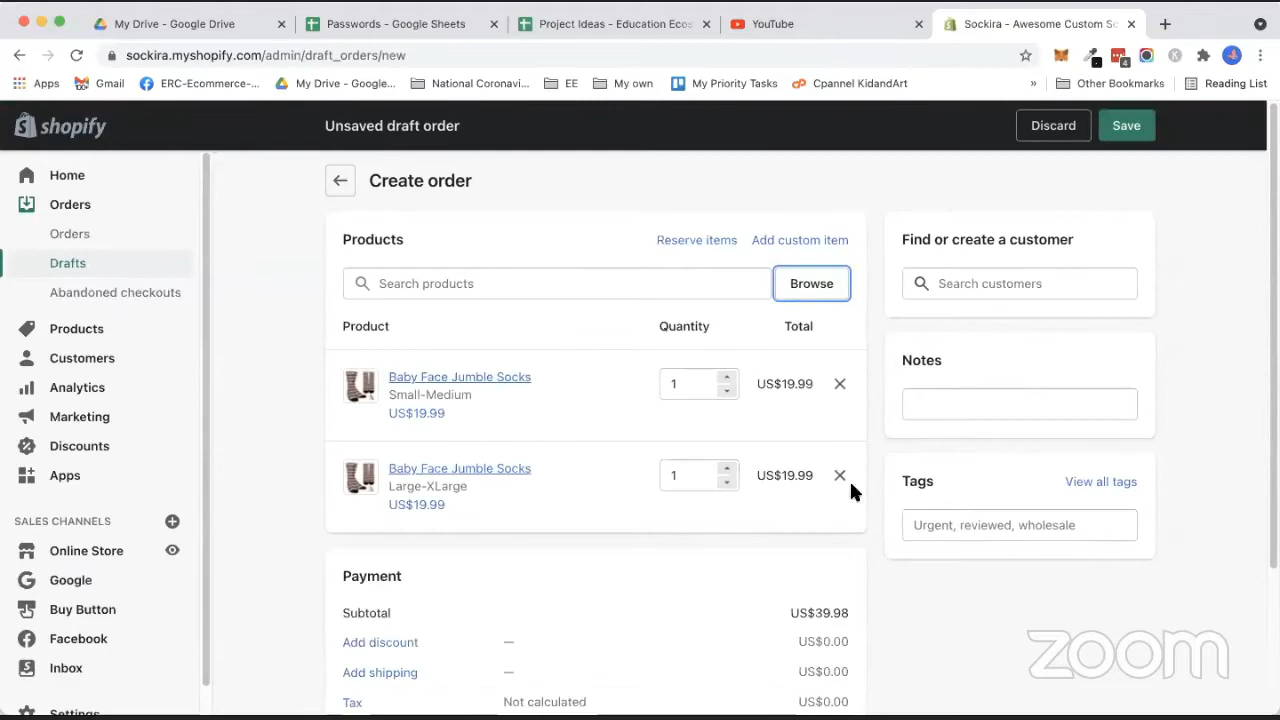 My Drive - Google Drive
Passwords - Google Sheets
Project Ideas - Education Ecos
YouTube
Sockira - Awesome Custom So
sockira.myshopify.com/admin/draft_orders/new
4
Apps
Gmail
ERC-Ecommerce-...
My Drive - Google...
National Coronavi...
EE
My own
My Priority Tasks
Cpannel KidandArt
»
Other Bookmarks
Reading List
shopify
Unsaved draft order
Discard
Save
Home
Orders
Orders
Drafts
Abandoned checkouts
Products
Customers
Analytics
Marketing
Discounts
Apps
SALES CHANNELS
Online Store
Google
Buy Button
Facebook
Inbox
Settings
Create order
Products
Reserve items
Add custom item
Search products
Browse
Product Quantity Total
Baby Face Jumble Socks
Small-Medium
US$19.99
1
US$19.99
Baby Face Jumble Socks
Large-XLarge
US$19.99
1
US$19.99
Payment
Subtotal US$39.98
Add discount — US$0.00
Add shipping — US$0.00
Tax Not calculated US$0.00
Find or create a customer
Search customers
Notes
Tags
View all tags
Urgent, reviewed, wholesale
zoom